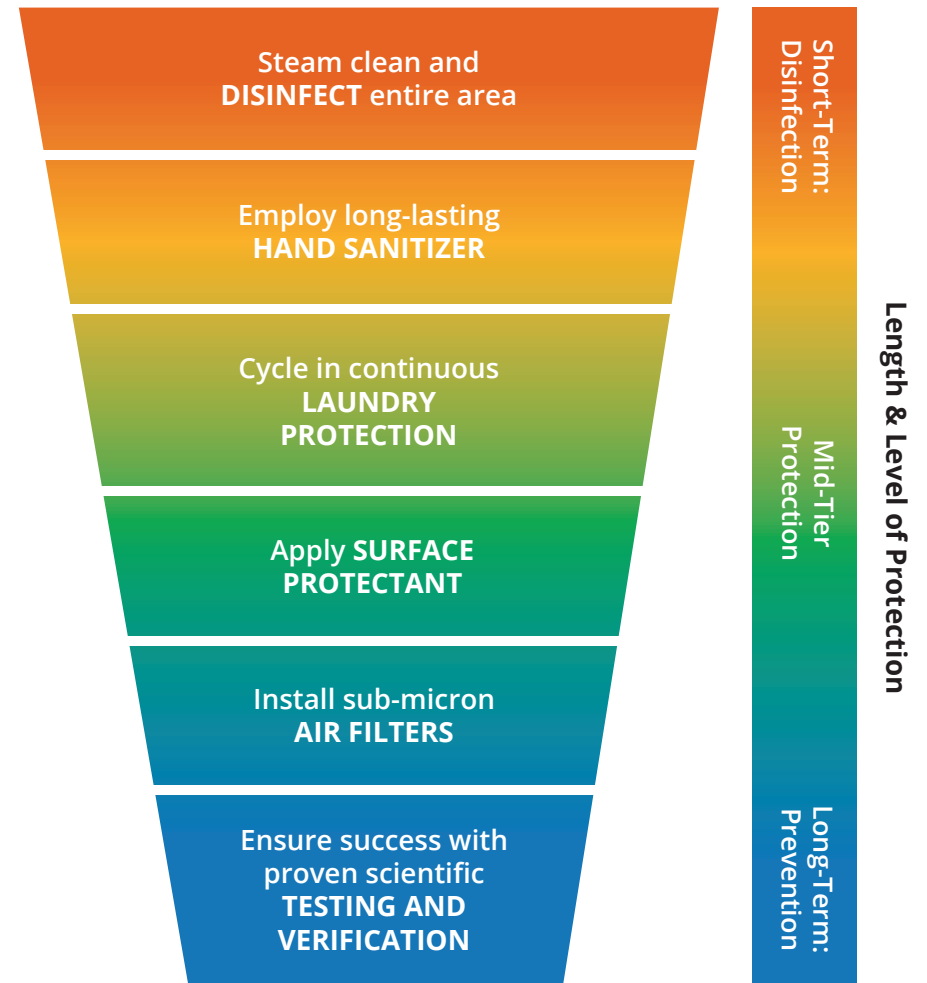 Steam clean and
DISINFECT entire area
Employ long-lasting
HAND SANITIZER
Cycle in continuous
LAUNDRY
PROTECTION
Apply SURFACE
PROTECTANT
Install sub-micron
AIR FILTERS
Ensure success with
proven scientific
TESTING AND
VERIFICATION
Short-Term:
Disinfection
Mid-Tier
Protection
Long-Term:
Prevention
Length & Level of Protection